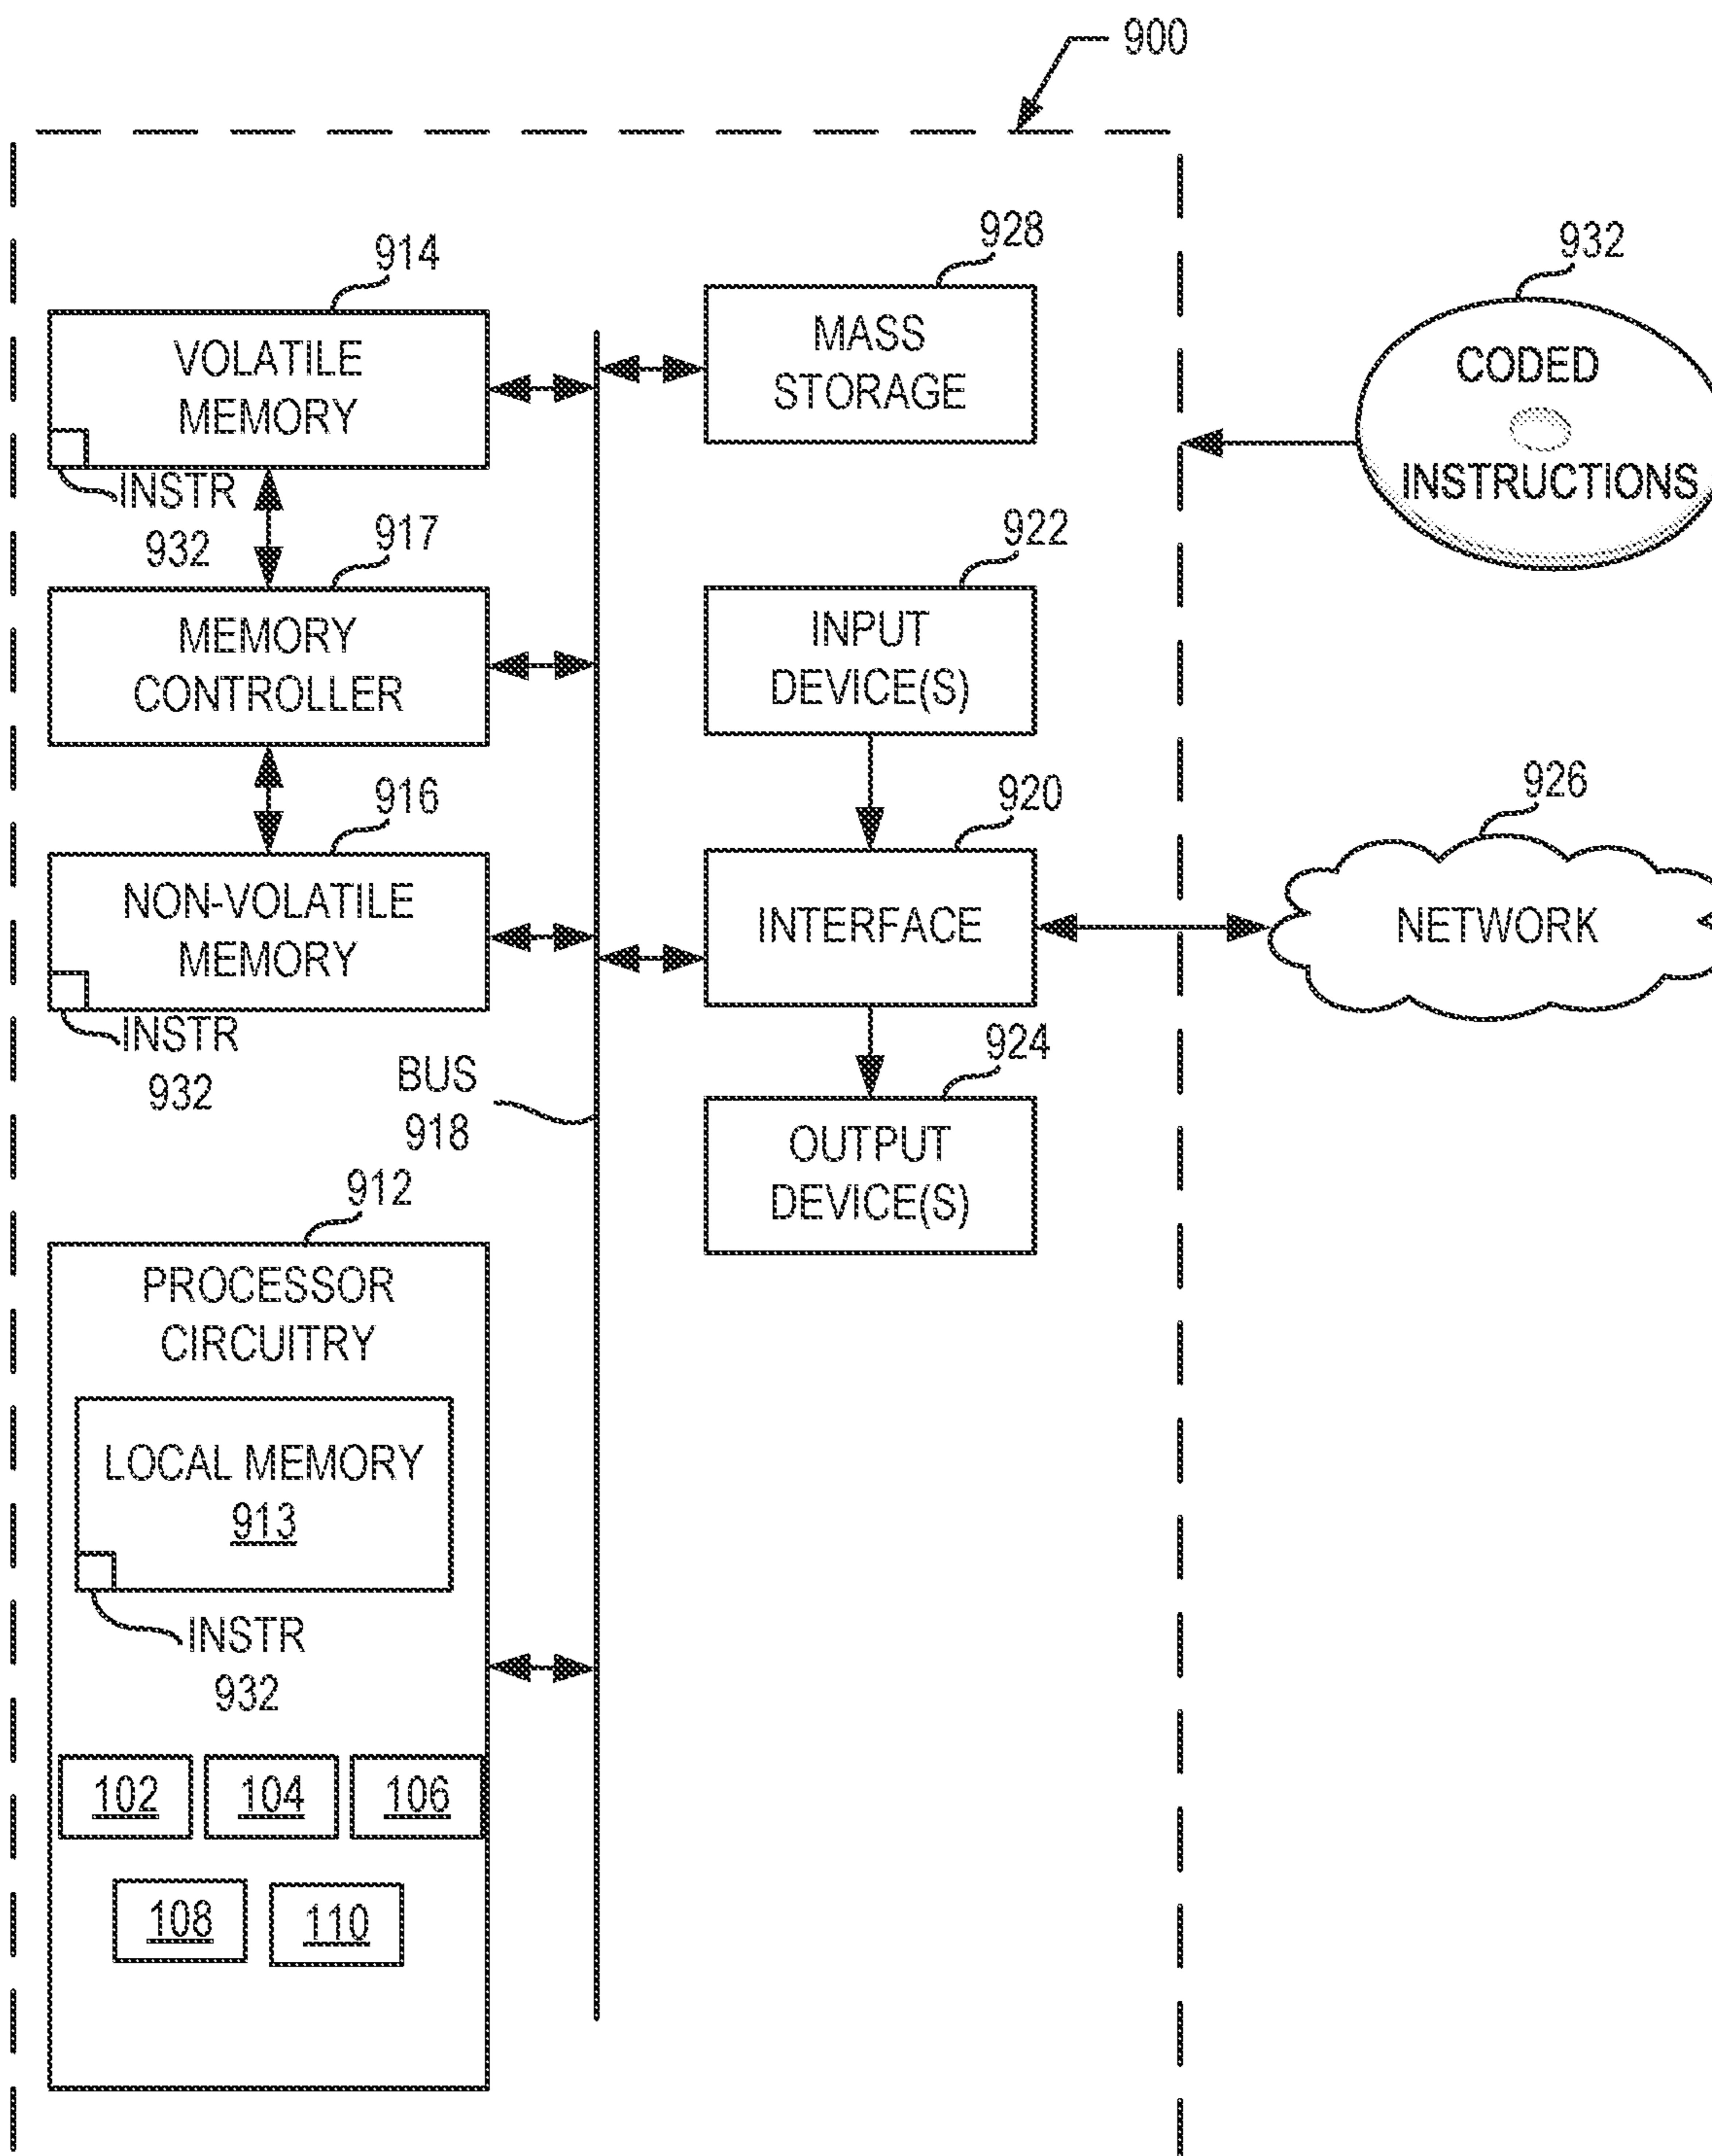 900
914
VOLATILE
MEMORY
INSTR
932
917
MEMORY
CONTROLLER
916
NON-VOLATILE
MEMORY
INSTR
932
BUS
918
912
PROCESSOR
CIRCUITRY
LOCAL MEMORY
913
INSTR
932
102
104
106
108
110
928
MASS
STORAGE
922
INPUT
DEVICE(S)
920
INTERFACE
924
OUTPUT
DEVICE(S)
932
CODED
INSTRUCTIONS
926
NETWORK